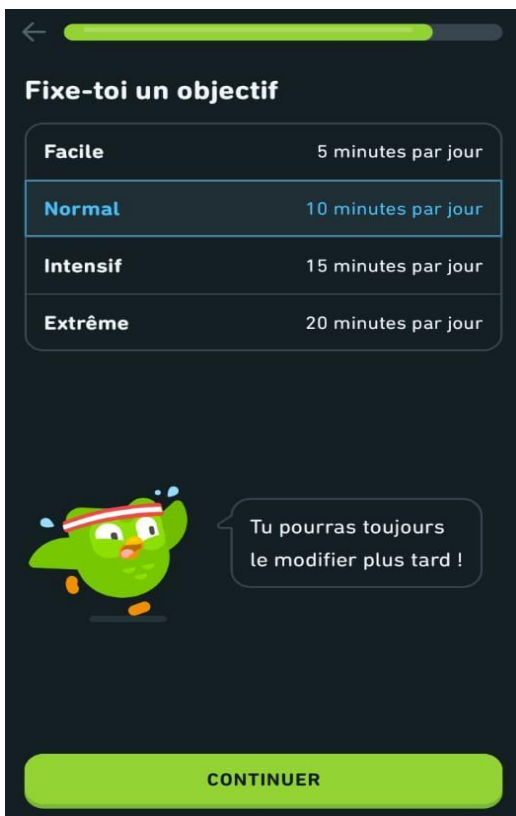 Fixe-toi un objectif
Facile 5 minutes par jour
Normal 10 minutes par jour
Intensif 15 minutes par jour
Extrême 20 minutes par jour
Tu pourras toujours
le modifier plus tard !
CONTINUER